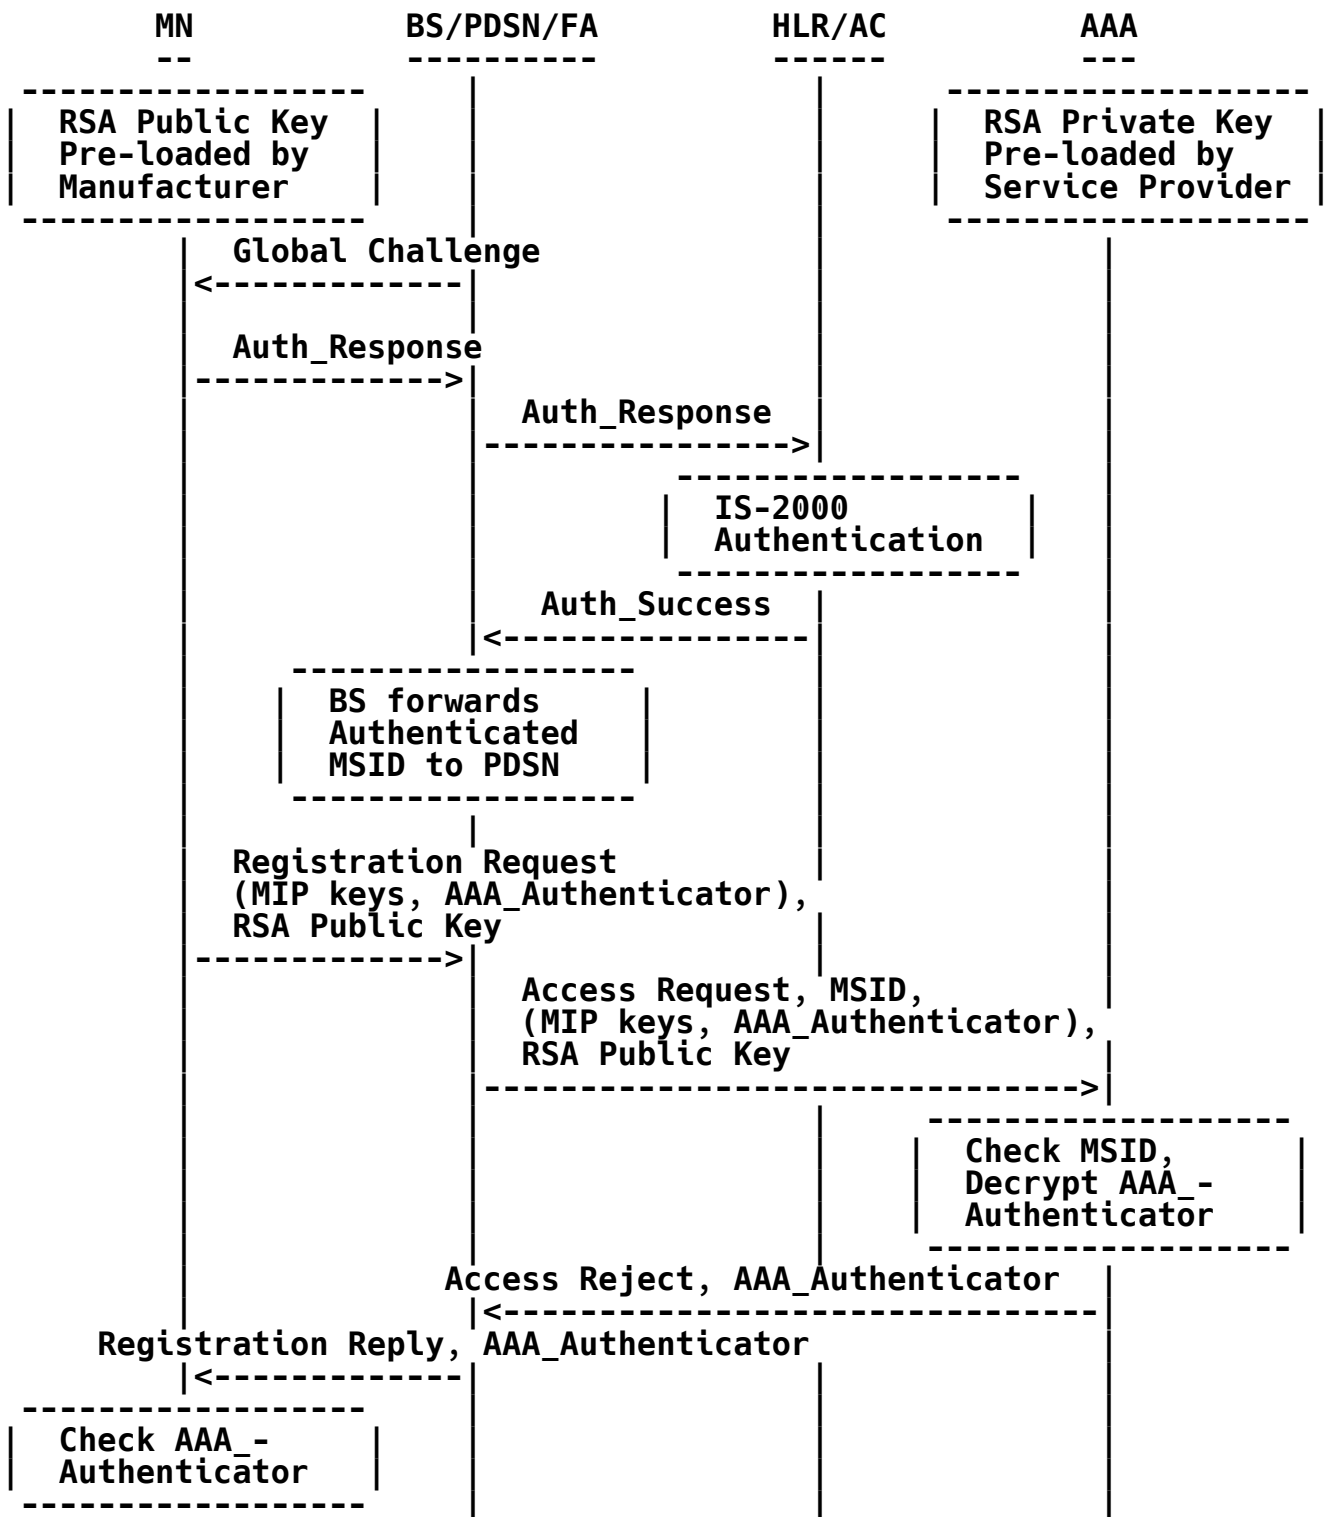 MN BS/PDSN/FA HLR/AC AAA
-- ---------- ------ ---
RSA Public Key RSA Private Key
Pre-loaded by Pre-loaded by
Manufacturer Service Provider
Global Challenge
Auth_Response
Auth_Response
IS-2000
Authentication
Auth_Success
BS forwards
Authenticated
MSID to PDSN
Registration Request
(MIP keys, AAA_Authenticator),
RSA Public Key
Access Request, MSID,
(MIP keys, AAA_Authenticator),
RSA Public Key
Check MSID,
Decrypt AAA_-
Authenticator
Access Reject, AAA_Authenticator
Registration Reply, AAA_Authenticator
Check AAA_-
Authenticator